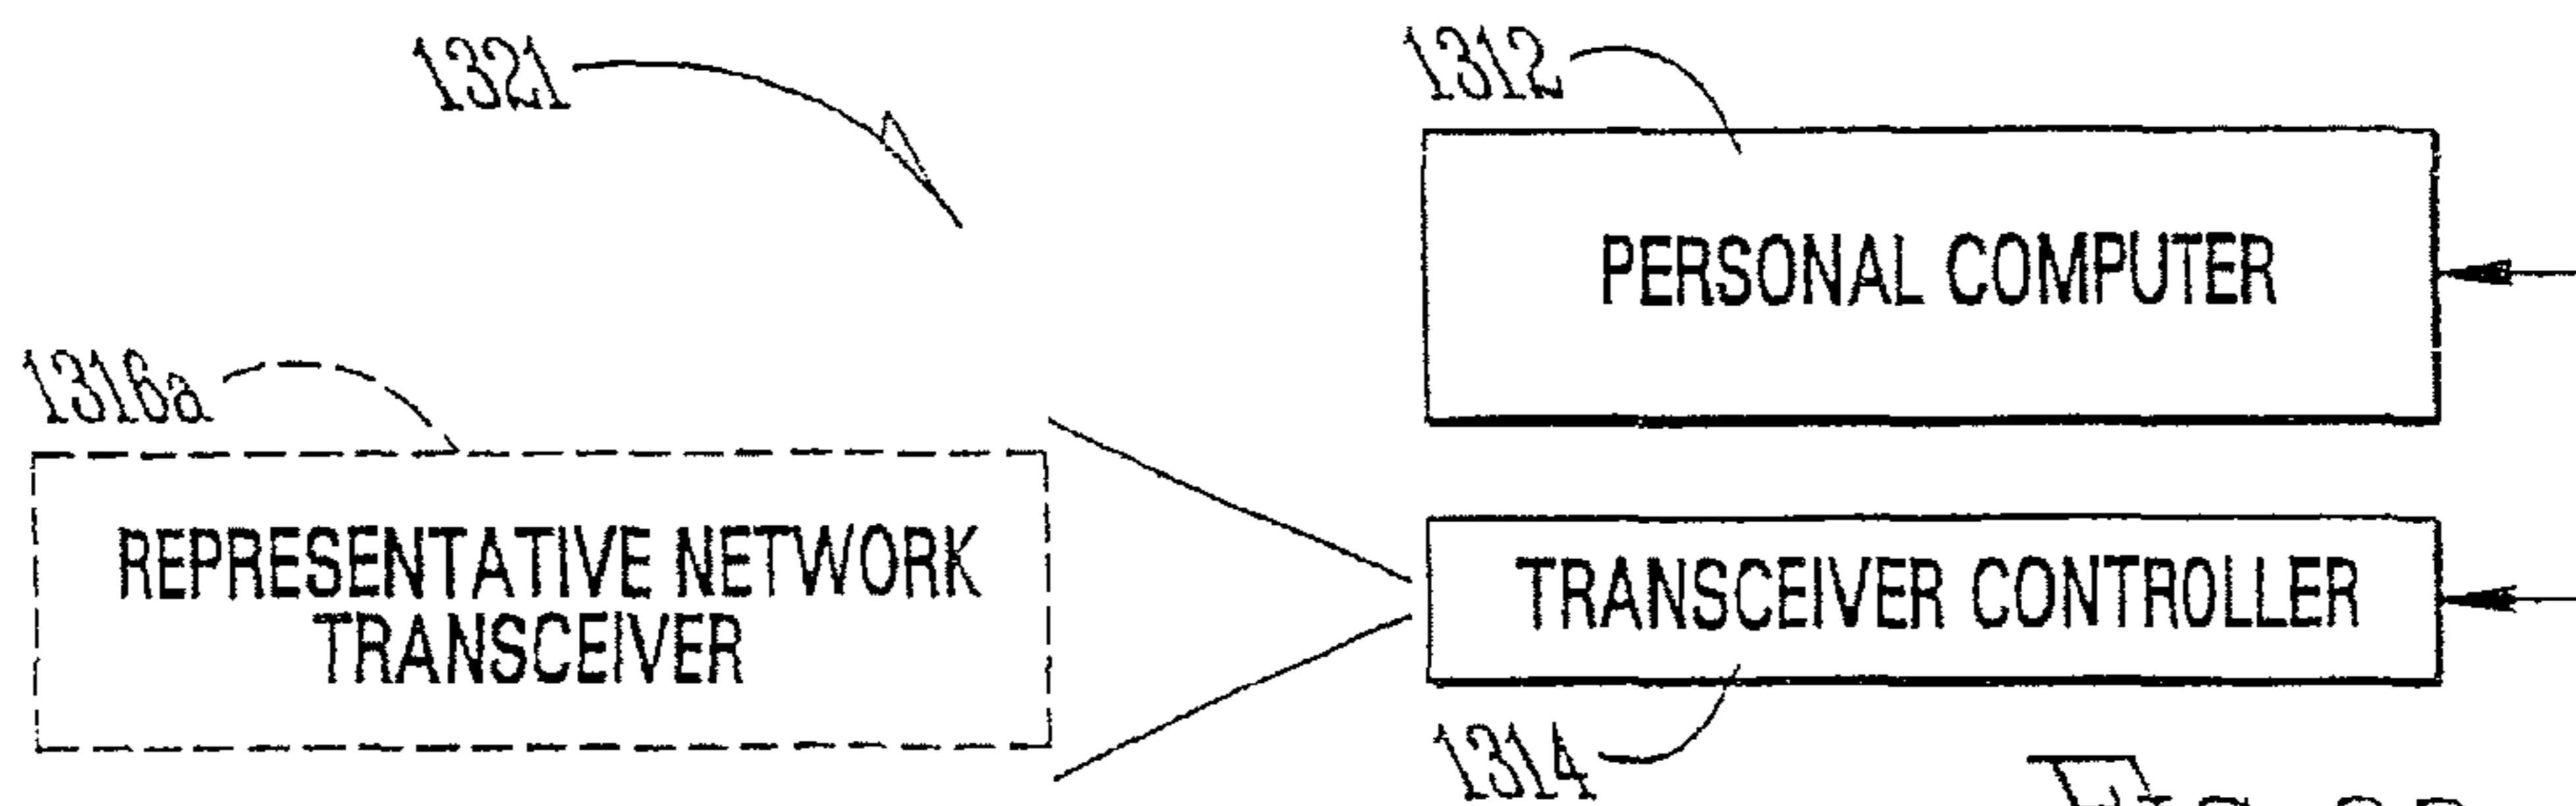 1321
1312
PERSONAL COMPUTER
1316a
REPRESENTATIVE NETWORK
TRANSCEIVER
TRANSCEIVER CONTROLLER
1314